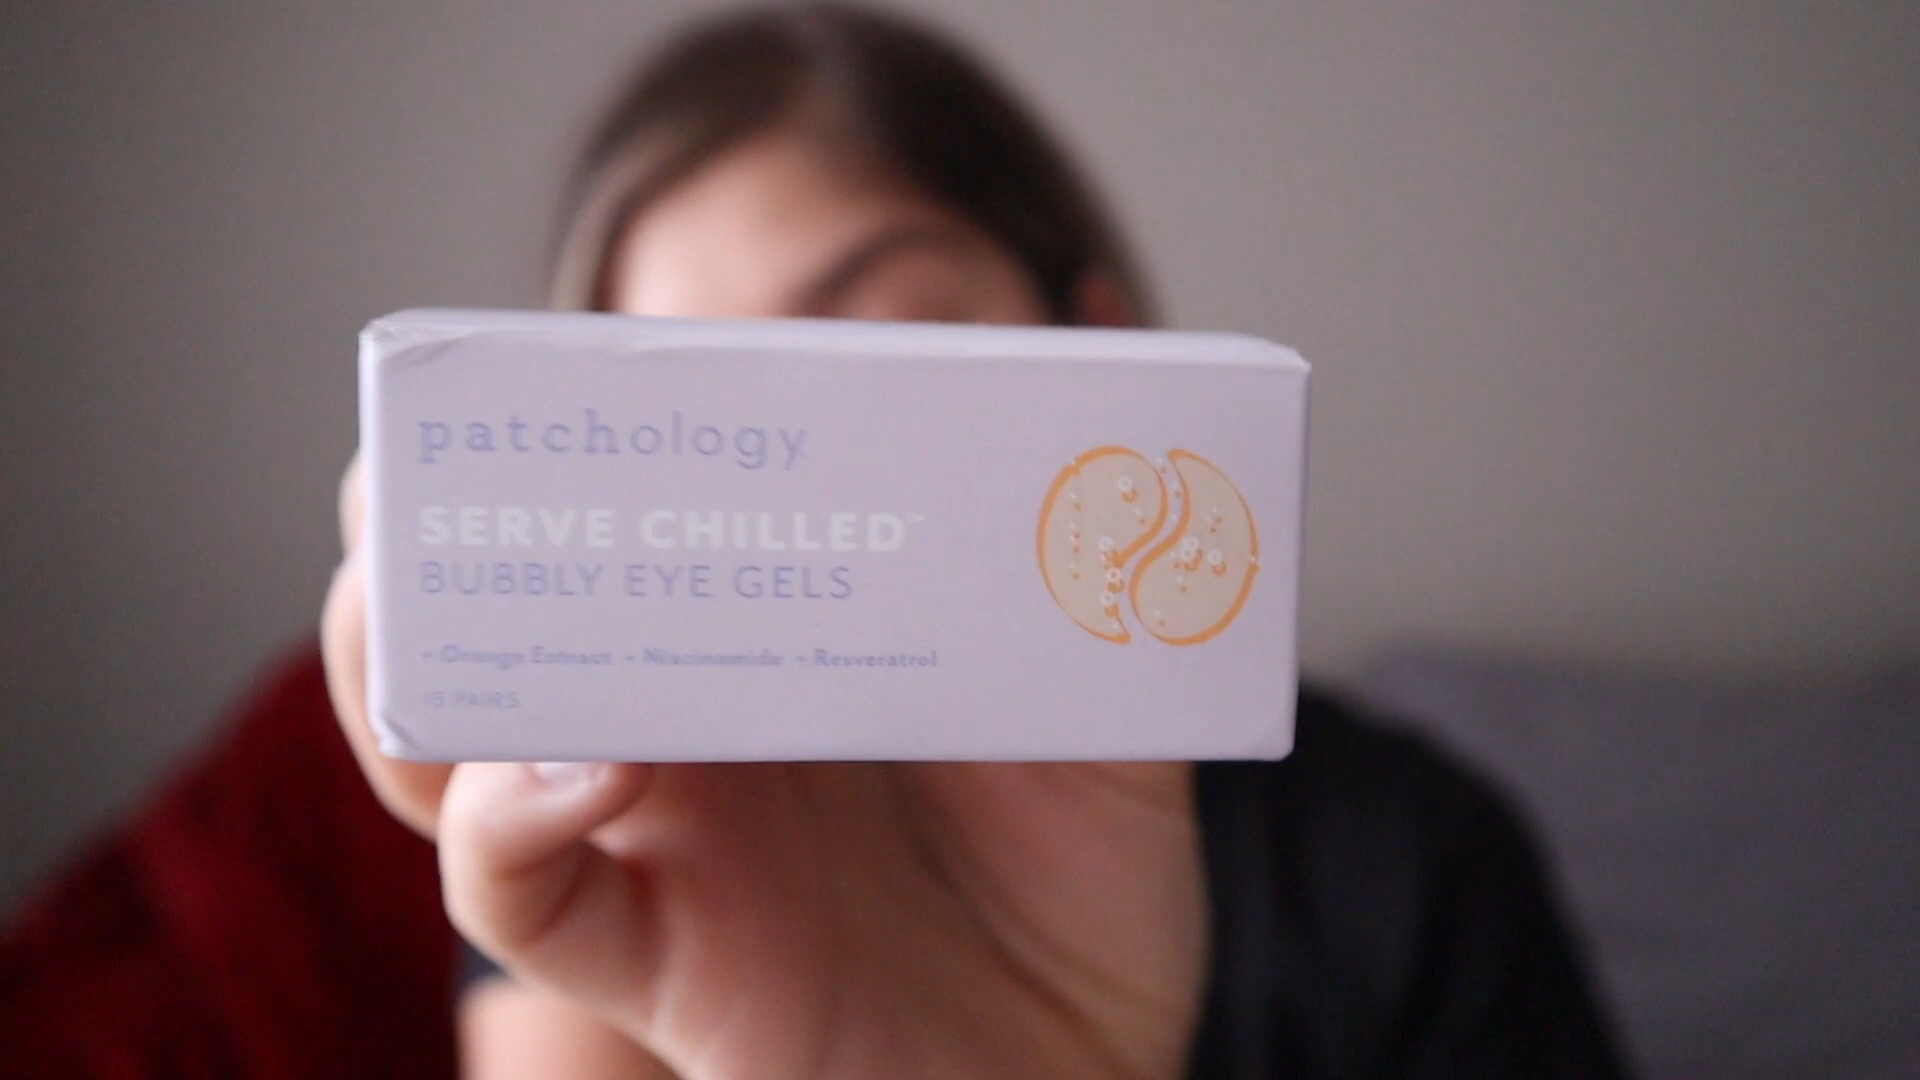 patchology
SERVE CHILLED™
BUBBLY EYE GELS
• Orange Extract • Niacinamide • Resveratrol
15 PAIRS